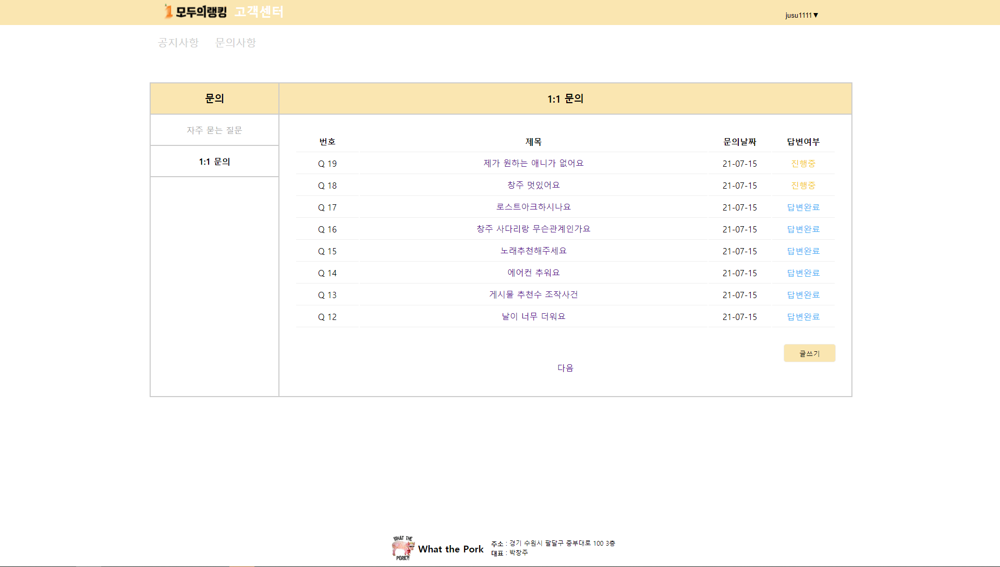 모두의랭킹 고객센터
jusu1111▼
공지사항 문의사항
문의 1:1 문의
자주 묻는 질문
1:1 문의
번호 제목 문의날짜 답변여부
Q 19 제가 원하는 애니가 없어요 21-07-15 진행중
Q 18 창주 멋있어요 21-07-15 진행중
Q 17 로스트아크하시나요 21-07-15 답변완료
Q 16 창주 사다리랑 무슨관계인가요 21-07-15 답변완료
Q 15 노래추천해주세요 21-07-15 답변완료
Q 14 에어컨 추워요 21-07-15 답변완료
Q 13 게시물 추천수 조작사건 21-07-15 답변완료
Q 12 날이 너무 더워요 21-07-15 답변완료
글쓰기
다음
WHAT THE
PORK?!
What the Pork
주소 : 경기 수원시 팔달구 중부대로 100 3층
대표 : 박창주